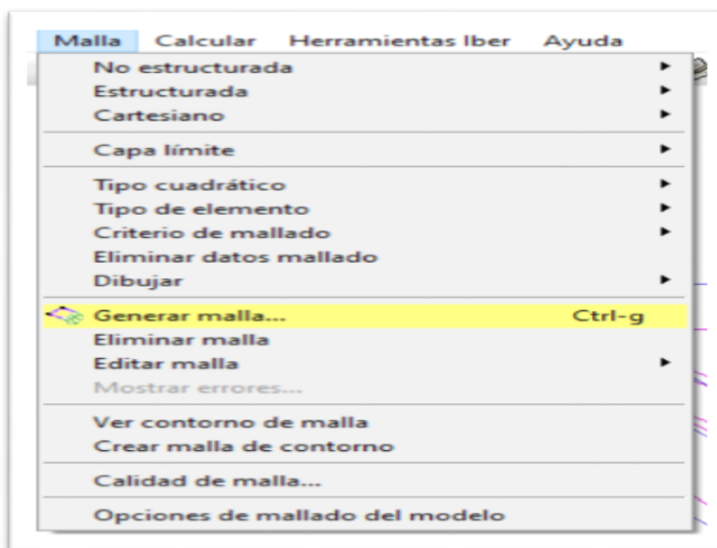 Malla Calcular Herramientas Iber Ayuda
No estructurada
Estructurada
Cartesiano
Capa límite
Tipo cuadrático
Tipo de elemento
Criterio de mallado
Eliminar datos mallado
Dibujar
Generar malla... Ctrl-g
Eliminar malla
Editar malla
Mostrar errores...
Ver contorno de malla
Crear malla de contorno
Calidad de malla...
Opciones de mallado del modelo